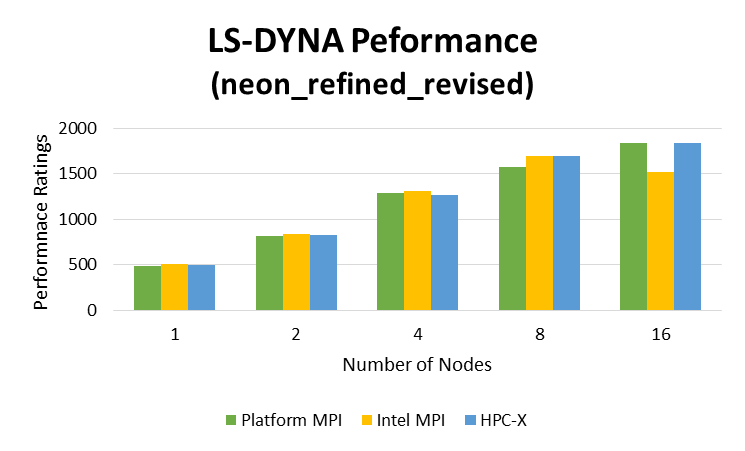 LS-DYNA Peformance
(neon_refined_revised)
Performnace Ratings
2000
1500
1000
500
0
1 2 4 8 16
Number of Nodes
Platform MPI Intel MPI HPC-X